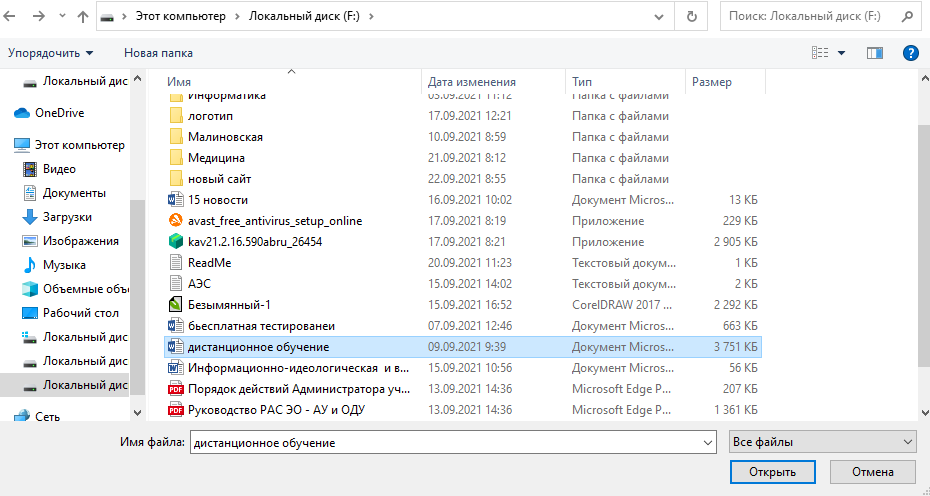 Этот компьютер > Локальный диск (F:) >
Поиск: Локальный диск (F:)
Упорядочить
Новая папка
Имя Дата изменения Тип Размер
Локальный дис
OneDrive
Этот компьютер
Видео
Документы
Загрузки
Изображения
Музыка
Объемные объ
Рабочий стол
Локальный дис
Локальный дис
Локальный дис
Сеть
Информатика 03.09.2021 11:12 Папка с файлами
логотип 17.09.2021 12:21 Папка с файлами
Малиновская 10.09.2021 8:59 Папка с файлами
Медицина 21.09.2021 8:12 Папка с файлами
новый сайт 22.09.2021 8:55 Папка с файлами
15 новости 16.09.2021 10:02 Документ Micros... 13 КБ
avast_free_antivirus_setup_online 17.09.2021 8:19 Приложение 229 КБ
kav21.2.16.590abru_26454 17.09.2021 8:21 Приложение 2 905 КБ
ReadMe 20.09.2021 11:23 Текстовый докум... 1 КБ
АЭС 15.09.2021 14:02 Текстовый докум... 2 КБ
Безымянный-1 15.09.2021 16:52 CorelDRAW 2017 ... 2 292 КБ
бьесплатная тестированеи 07.09.2021 12:46 Документ Micros... 663 КБ
дистанционное обучение 09.09.2021 9:39 Документ Micros... 3 751 КБ
Информационно-идеологическая и в... 15.09.2021 10:56 Документ Micros... 56 КБ
Порядок действий Администратора уч... 13.09.2021 14:36 Microsoft Edge P... 207 КБ
Руководство РАС ЭО - АУ и ОДУ 13.09.2021 14:36 Microsoft Edge P... 1 361 КБ
Имя файла: дистанционное обучение
Все файлы
Открыть
Отмена